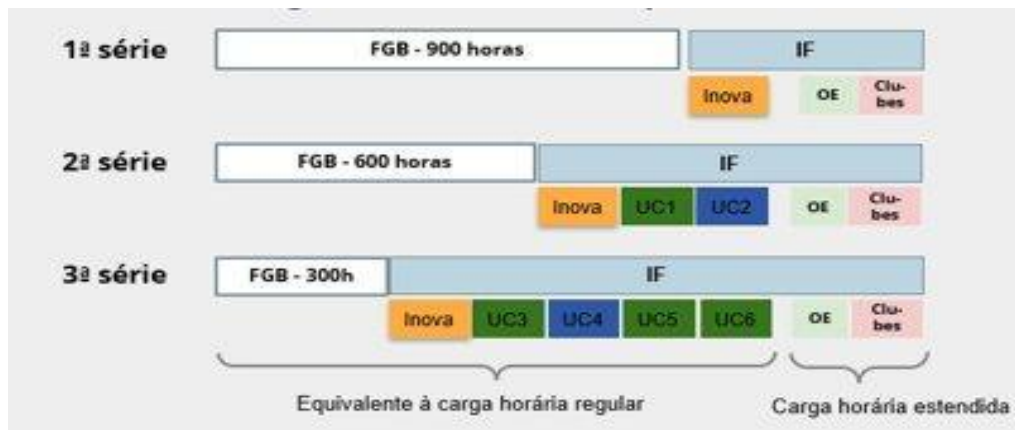 1ª série
FGB - 900 horas
IF
Inova
OE
Clu-
bes
2ª série
FGB - 600 horas
IF
Inova
UC1
UC2
OE
Clu-
bes
3ª série
FGB - 300h
IF
Inova
UC3
UC4
UC5
UC6
OE
Clu-
bes
Equivalente à carga horária regular
Carga horária estendida